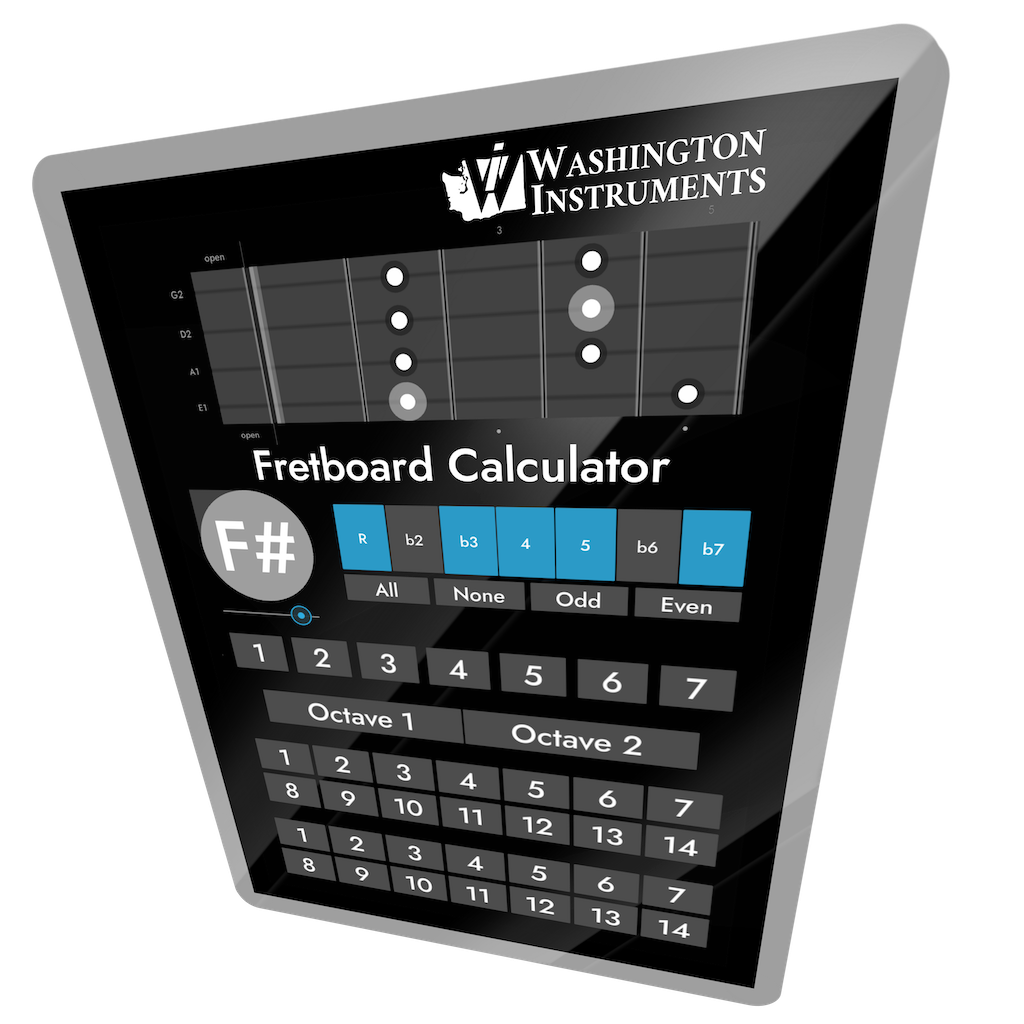 WASHINGTON
INSTRUMENTS
3 5
open
G2
D2
A1
E1
open
Fretboard Calculator
F#
R b2 b3 4 5 b6 b7
All None Odd Even
1 2 3 4 5 6 7
Octave 1 Octave 2
1 2 3 4 5 6 7
8 9 10 11 12 13 14
1 2 3 4 5 6 7
8 9 10 11 12 13 14